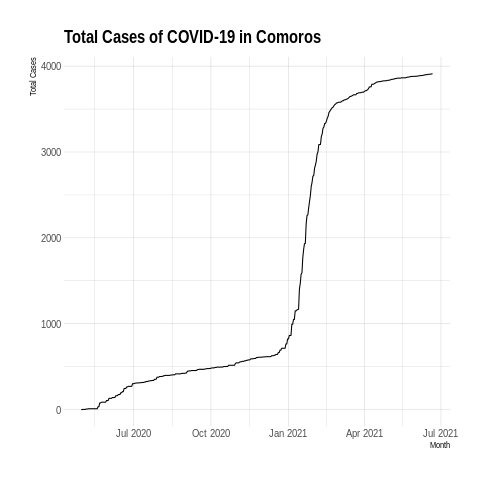 Total Cases of COVID-19 in Comoros
Total Cases
4000
3000
2000
1000
0
Jul 2020
Oct 2020
Jan 2021
Apr 2021
Jul 2021
Month